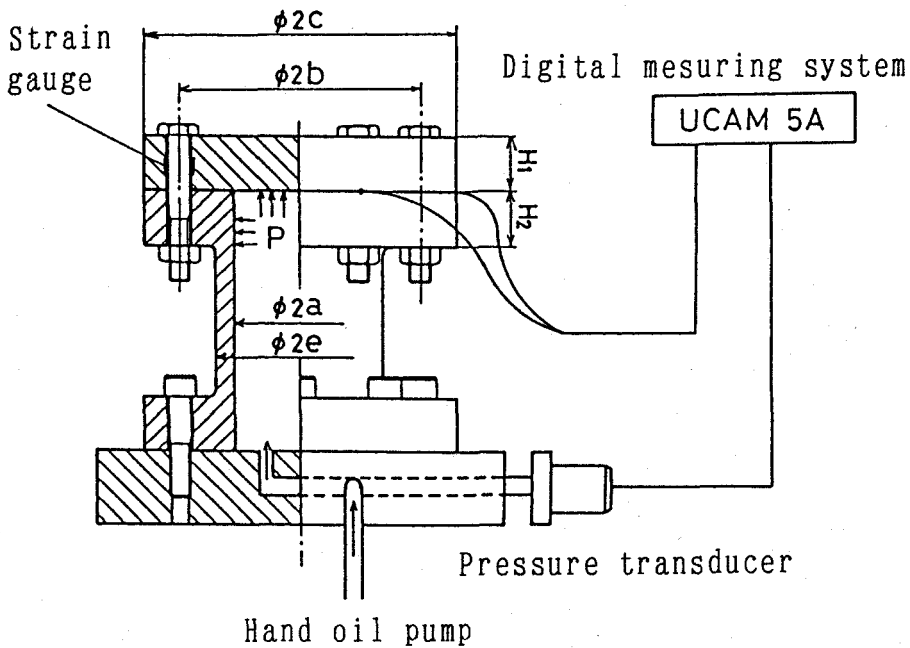 φ2c
Strain
gauge
φ2b
Digital mesuring system
UCAM 5A
H₁
H₂
P
φ2a
φ2e
Pressure transducer
Hand oil pump